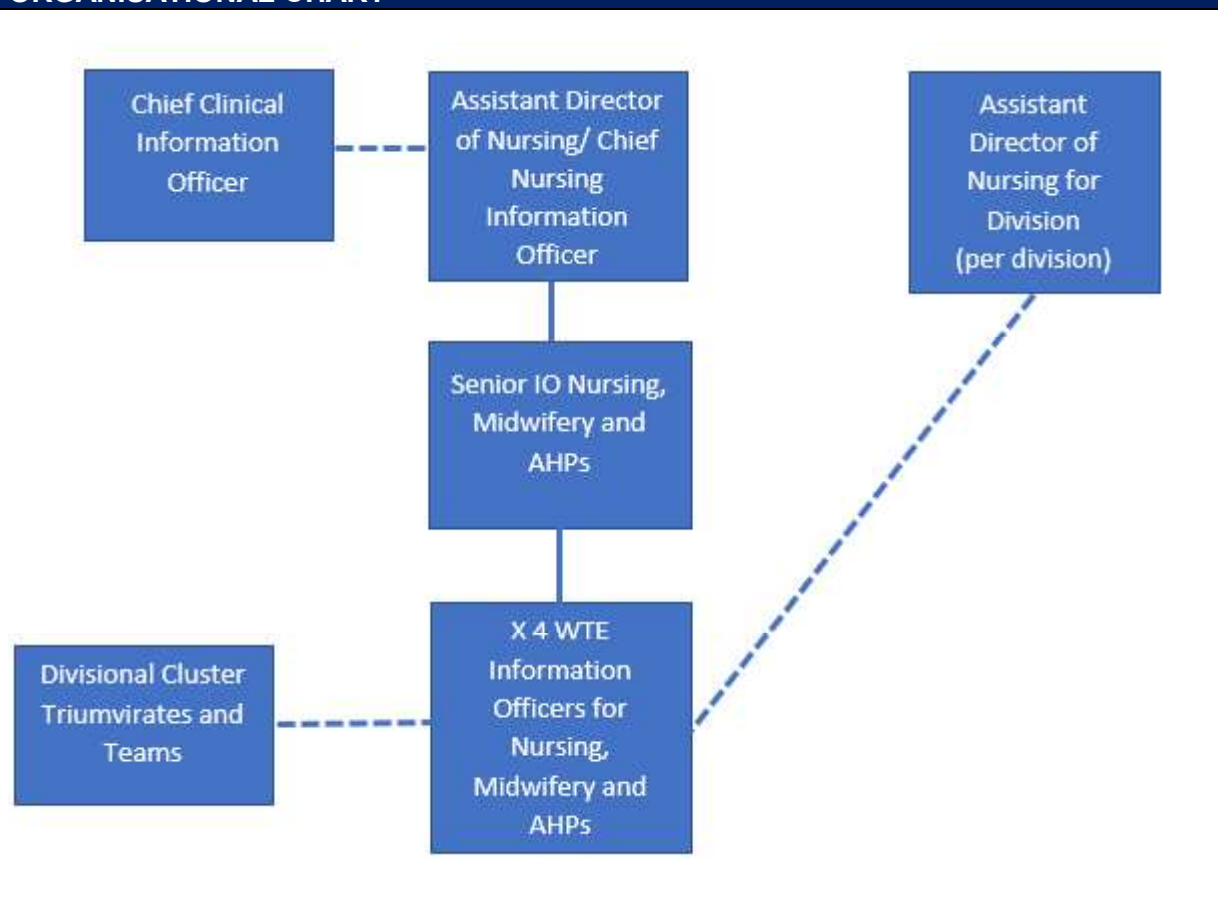 ORGANISATIONAL CHART
Chief Clinical
Information
Officer
Assistant Director
of Nursing/ Chief
Nursing
Information
Officer
Assistant
Director of
Nursing for
Division
(per division)
Senior IO Nursing,
Midwifery and
AHPs
Divisional Cluster
Triumvirates and
Teams
X 4 WTE
Information
Officers for
Nursing,
Midwifery and
AHPs